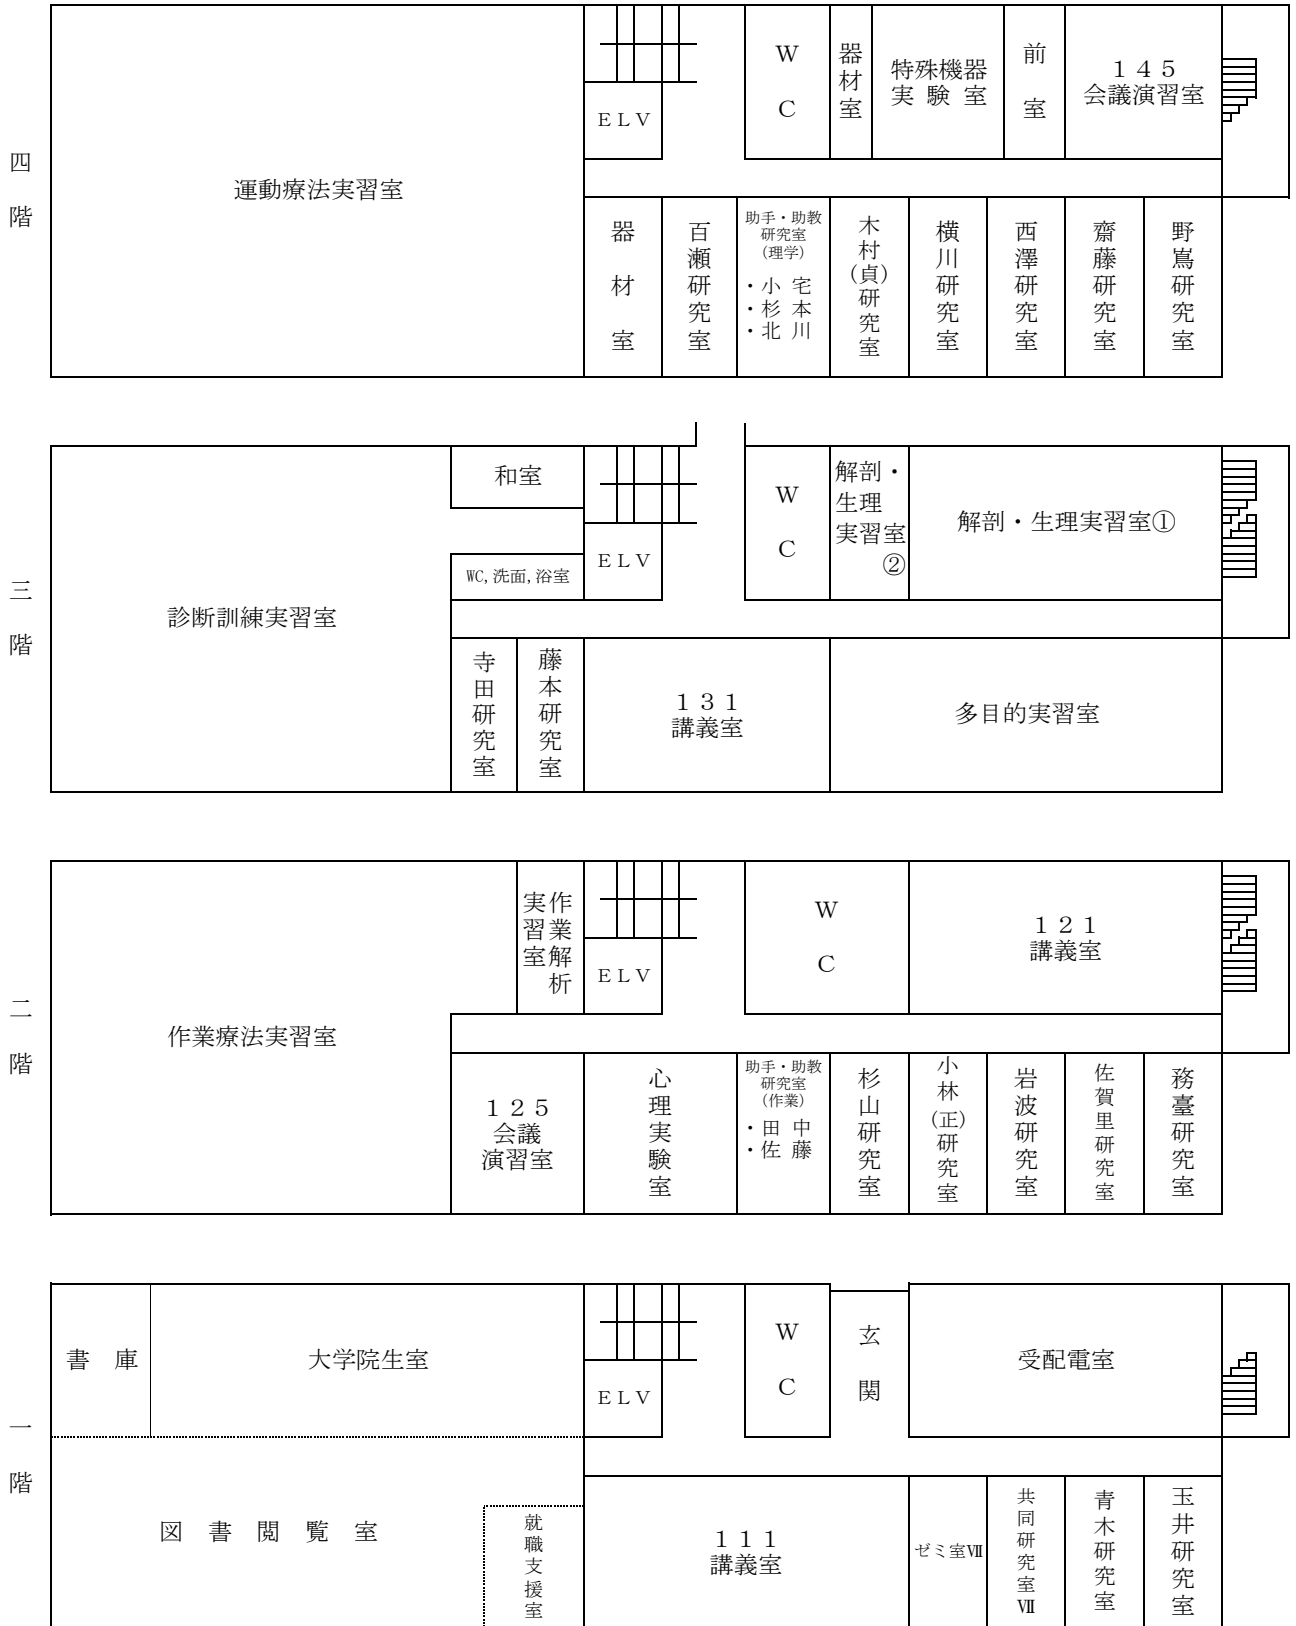 四階
運動療法実習室
ELV
WC
器材室
特殊機器
実験室
前室
145
会議演習室
器材室
百瀬研究室
助手・助教
研究室
(理学)
・小宅
・杉本
・北川
木村(貞)研究室
横川研究室
西澤研究室
齋藤研究室
野嶌研究室
三階
診断訓練実習室
和室
WC,洗面,浴室
ELV
WC
解剖・
生理
実習室
②
解剖・生理実習室①
寺田研究室
藤本研究室
131
講義室
多目的実習室
二階
作業療法実習室
作業解析
実習室
ELV
WC
121
講義室
125
会議
演習室
心理実験室
助手・助教
研究室
(作業)
・田中
・佐藤
杉山研究室
小林(正)研究室
岩波研究室
佐賀里研究室
務臺研究室
一階
書庫
大学院生室
ELV
WC
玄関
受配電室
図書閲覧室
就職支援室
111
講義室
ゼミ室Ⅶ
共同研究室Ⅶ
青木研究室
玉井研究室